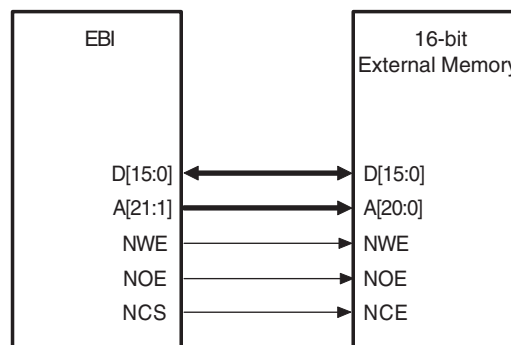 EBI
16-bit
External Memory
D[15:0]
D[15:0]
A[21:1]
A[20:0]
NWE
NWE
NOE
NOE
NCS
NCE